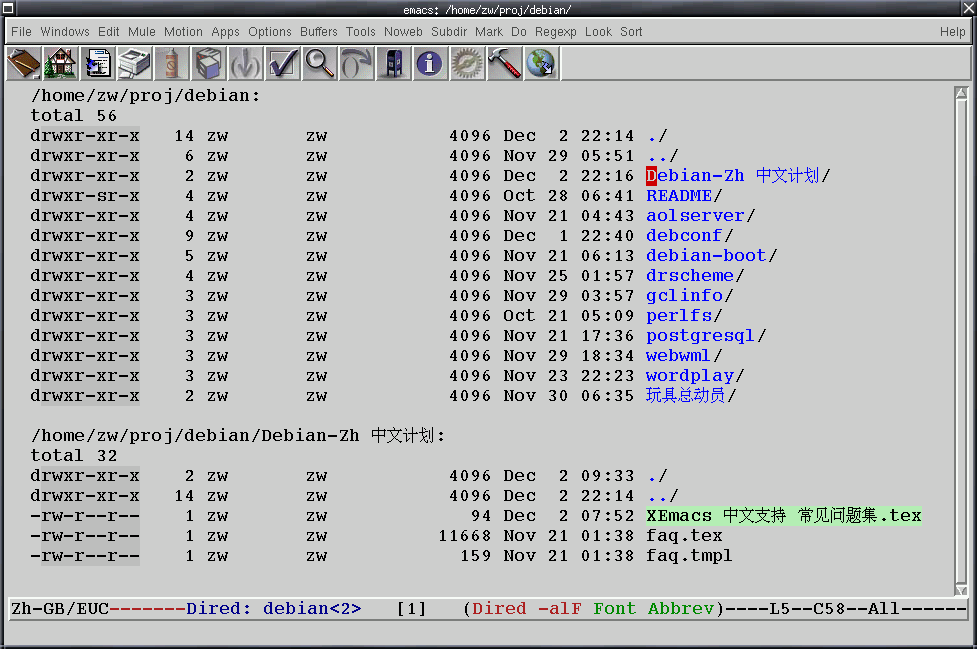 emacs: /home/zw/proj/debian/
File Windows Edit Mule Motion Apps Options Buffers Tools Noweb Subdir Mark Do Regexp Look Sort Help
/home/zw/proj/debian:
total 56
drwxr-xr-x 14 zw zw 4096 Dec 2 22:14 ./
drwxr-xr-x 6 zw zw 4096 Nov 29 05:51 ../
drwxr-xr-x 2 zw zw 4096 Dec 2 22:16 Debian-Zh 中文计划/
drwxr-sr-x 4 zw zw 4096 Oct 28 06:41 README/
drwxr-xr-x 4 zw zw 4096 Nov 21 04:43 aolserver/
drwxr-xr-x 9 zw zw 4096 Dec 1 22:40 debconf/
drwxr-xr-x 5 zw zw 4096 Nov 21 06:13 debian-boot/
drwxr-xr-x 4 zw zw 4096 Nov 25 01:57 drscheme/
drwxr-xr-x 3 zw zw 4096 Nov 29 03:57 gclinfo/
drwxr-xr-x 3 zw zw 4096 Oct 21 05:09 perlfs/
drwxr-xr-x 3 zw zw 4096 Nov 21 17:36 postgresql/
drwxr-xr-x 3 zw zw 4096 Nov 29 18:34 webwml/
drwxr-xr-x 3 zw zw 4096 Nov 23 22:23 wordplay/
drwxr-xr-x 2 zw zw 4096 Nov 30 06:35 玩具总动员/
/home/zw/proj/debian/Debian-Zh 中文计划:
total 32
drwxr-xr-x 2 zw zw 4096 Dec 2 09:33 ./
drwxr-xr-x 14 zw zw 4096 Dec 2 22:14 ../
-rw-r--r-- 1 zw zw 94 Dec 2 07:52 XEmacs 中文支持 常见问题集.tex
-rw-r--r-- 1 zw zw 11668 Nov 21 01:38 faq.tex
-rw-r--r-- 1 zw zw 159 Nov 21 01:38 faq.tmpl
Zh-GB/EUC-------Dired: debian<2> [1] (Dired -alF Font Abbrev)----L5--C58--All------